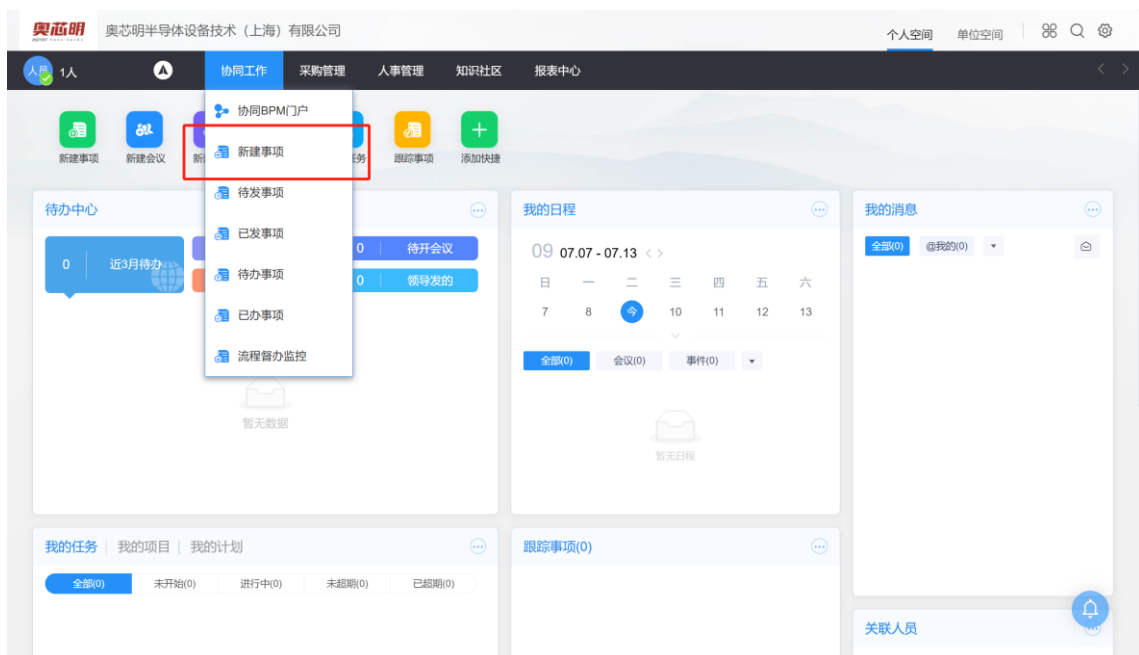 奥芯明 奥芯明半导体设备技术（上海）有限公司 个人空间 单位空间
人员 1人 协同工作 采购管理 人事管理 知识社区 报表中心
协同BPM门户
新建事项
待发事项
已发事项
待办事项
已办事项
流程督办监控
新建事项 新建会议 跟踪事项 添加快捷
待办中心
0 近3月待办
0 待开会议
0 领导发的
暂无数据
我的日程
09 07.07 - 07.13 < >
日 一 二 三 四 五 六
7 8 今 10 11 12 13
全部(0) 会议(0) 事件(0)
暂无日程
我的消息
全部(0) @我的(0)
我的任务 我的项目 我的计划
全部(0) 未开始(0) 进行中(0) 未超期(0) 已超期(0)
跟踪事项(0)
关联人员